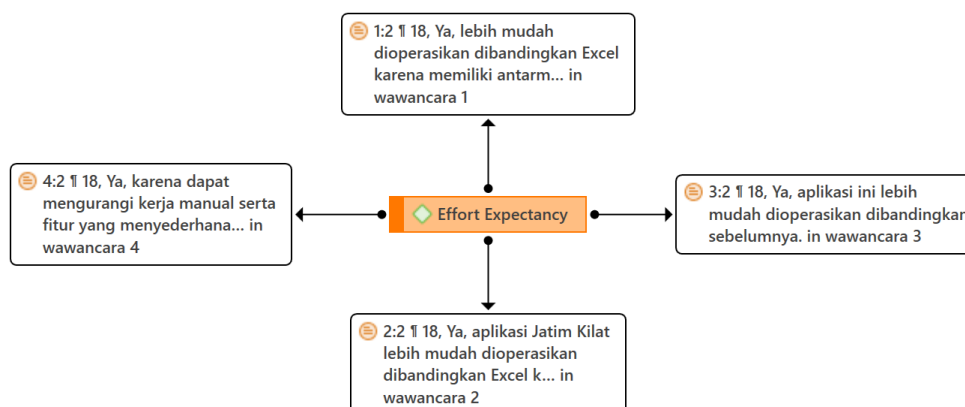 1:2 ¶ 18, Ya, lebih mudah
dioperasikan dibandingkan Excel
karena memiliki antarm... in
wawancara 1
4:2 ¶ 18, Ya, karena dapat
mengurangi kerja manual serta
fitur yang menyederhana... in
wawancara 4
Effort Expectancy
3:2 ¶ 18, Ya, aplikasi ini lebih
mudah dioperasikan dibandingkan
sebelumnya. in wawancara 3
2:2 ¶ 18, Ya, aplikasi Jatim Kilat
lebih mudah dioperasikan
dibandingkan Excel k... in
wawancara 2